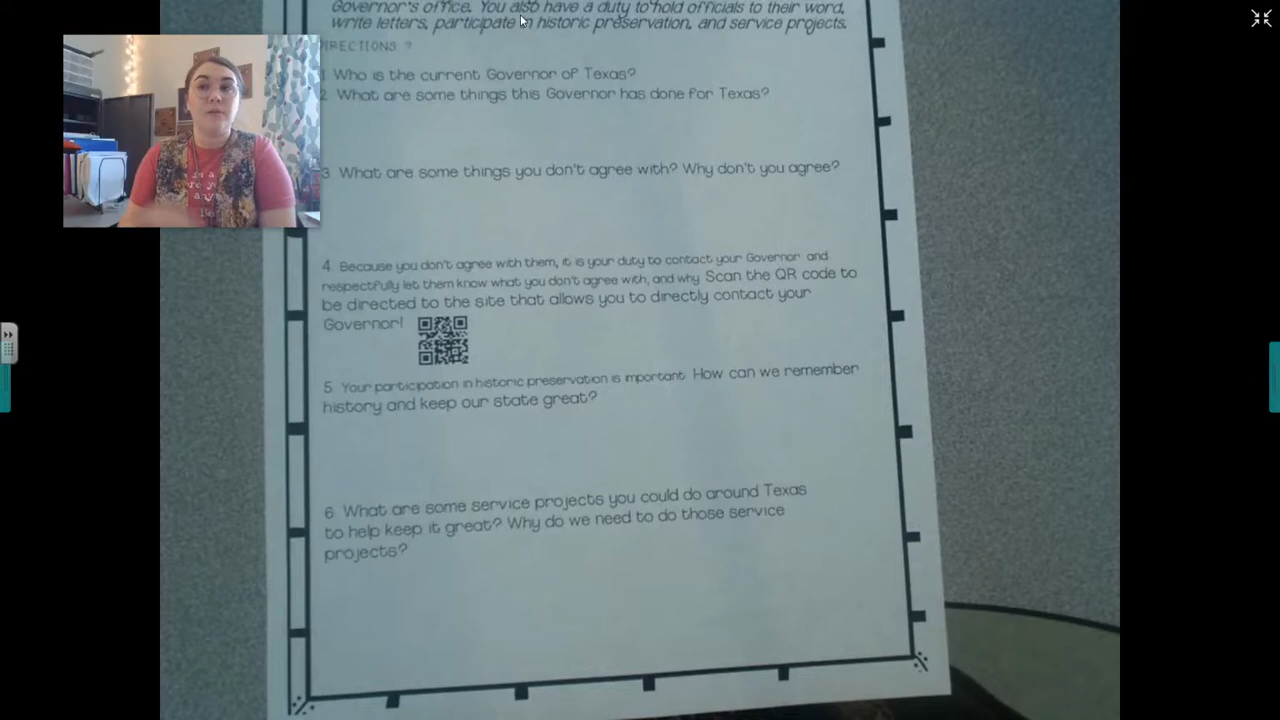 Governor's office. You also have a duty to hold officials to their word,
write letters, participate in historic preservation, and service projects.
DIRECTIONS ?
1 Who is the current Governor of Texas?
2 What are some things this Governor has done for Texas?
3 What are some things you don't agree with? Why don't you agree?
4 Because you don't agree with them, it is your duty to contact your Governor and
respectfully let them know what you don't agree with, and why Scan the QR code to
be directed to the site that allows you to directly contact your
Governor!
5 Your participation in historic preservation is important How can we remember
history and keep our state great?
6 What are some service projects you could do around Texas
to help keep it great? Why do we need to do those service
projects?